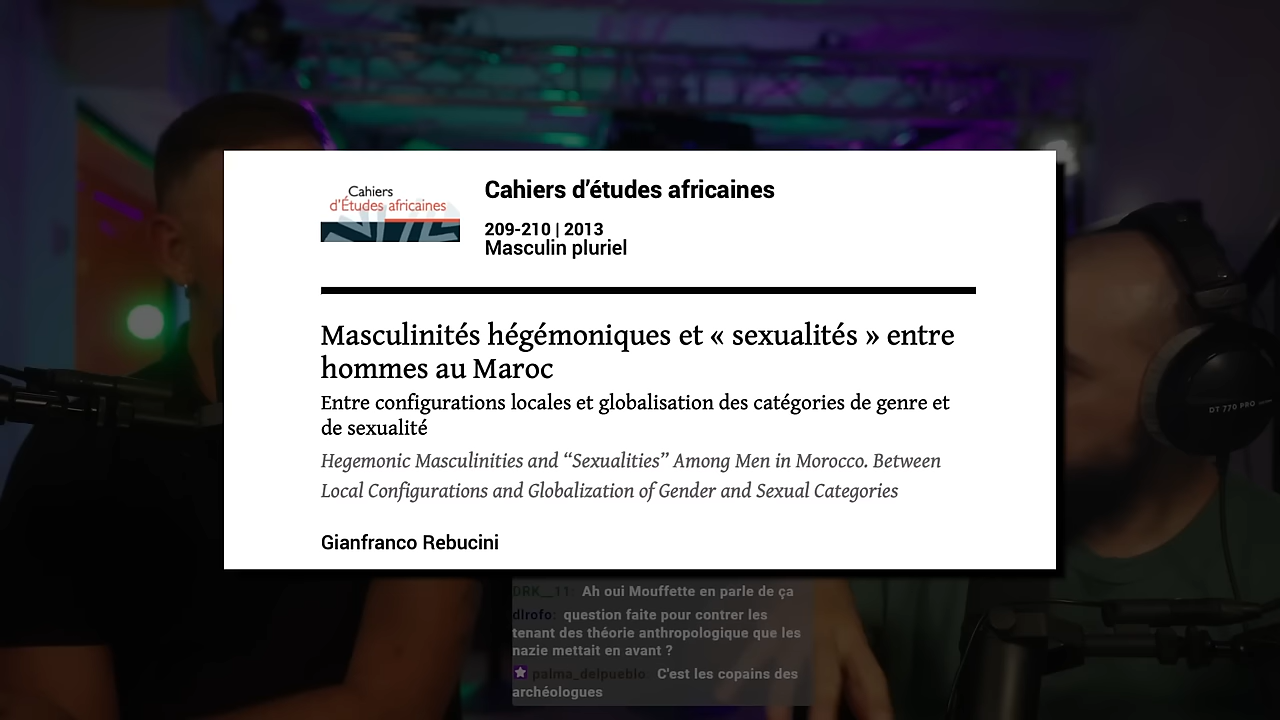 Cahiers
d'Études africaines
Cahiers d'études africaines
209-210 | 2013
Masculin pluriel
Masculinités hégémoniques et « sexualités » entre
hommes au Maroc
Entre configurations locales et globalisation des catégories de genre et
de sexualité
Hegemonic Masculinities and “Sexualities” Among Men in Morocco. Between
Local Configurations and Globalization of Gender and Sexual Categories
Gianfranco Rebucini
DT 770 PRO
DRK__11: Ah oui Mouffette en parle de ça
dlrofo: question faite pour contrer les
tenant des théorie anthropologique que les
nazie mettait en avant ?
palma_delpueblo: C'est les copains des
archéologues